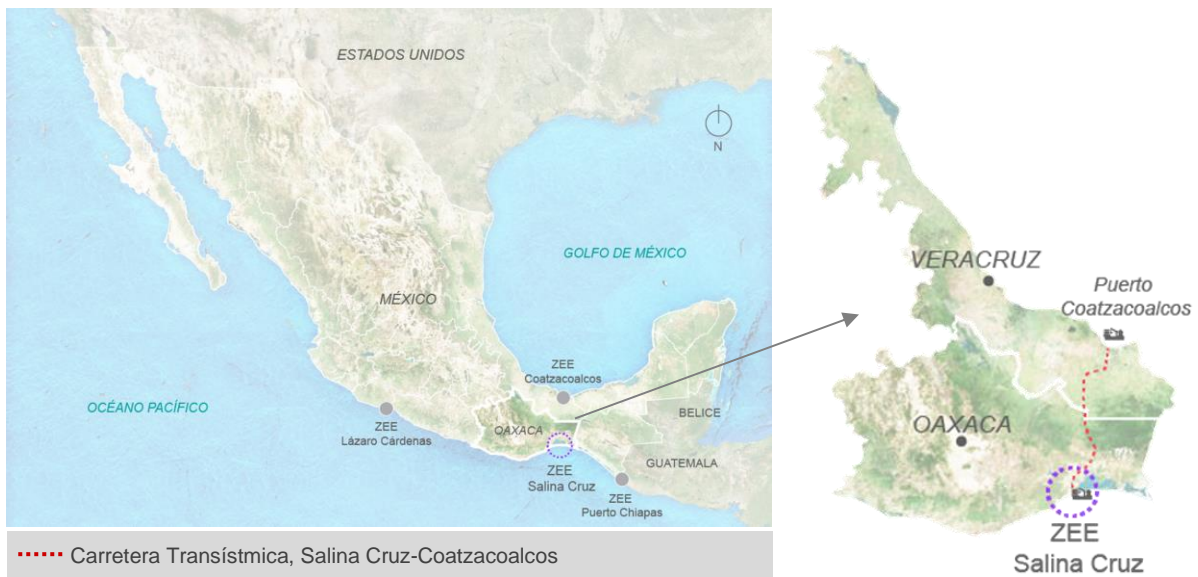 ESTADOS UNIDOS
N
GOLFO DE MÉXICO
MÉXICO
ZEE
Coatzacoalcos
OCÉANO PACÍFICO
ZEE
Lázaro Cárdenas
OAXACA
BELICE
GUATEMALA
ZEE
Salina Cruz
ZEE
Puerto Chiapas
Carretera Transístmica, Salina Cruz-Coatzacoalcos
VERACRUZ
Puerto
Coatzacoalcos
OAXACA
ZEE
Salina Cruz